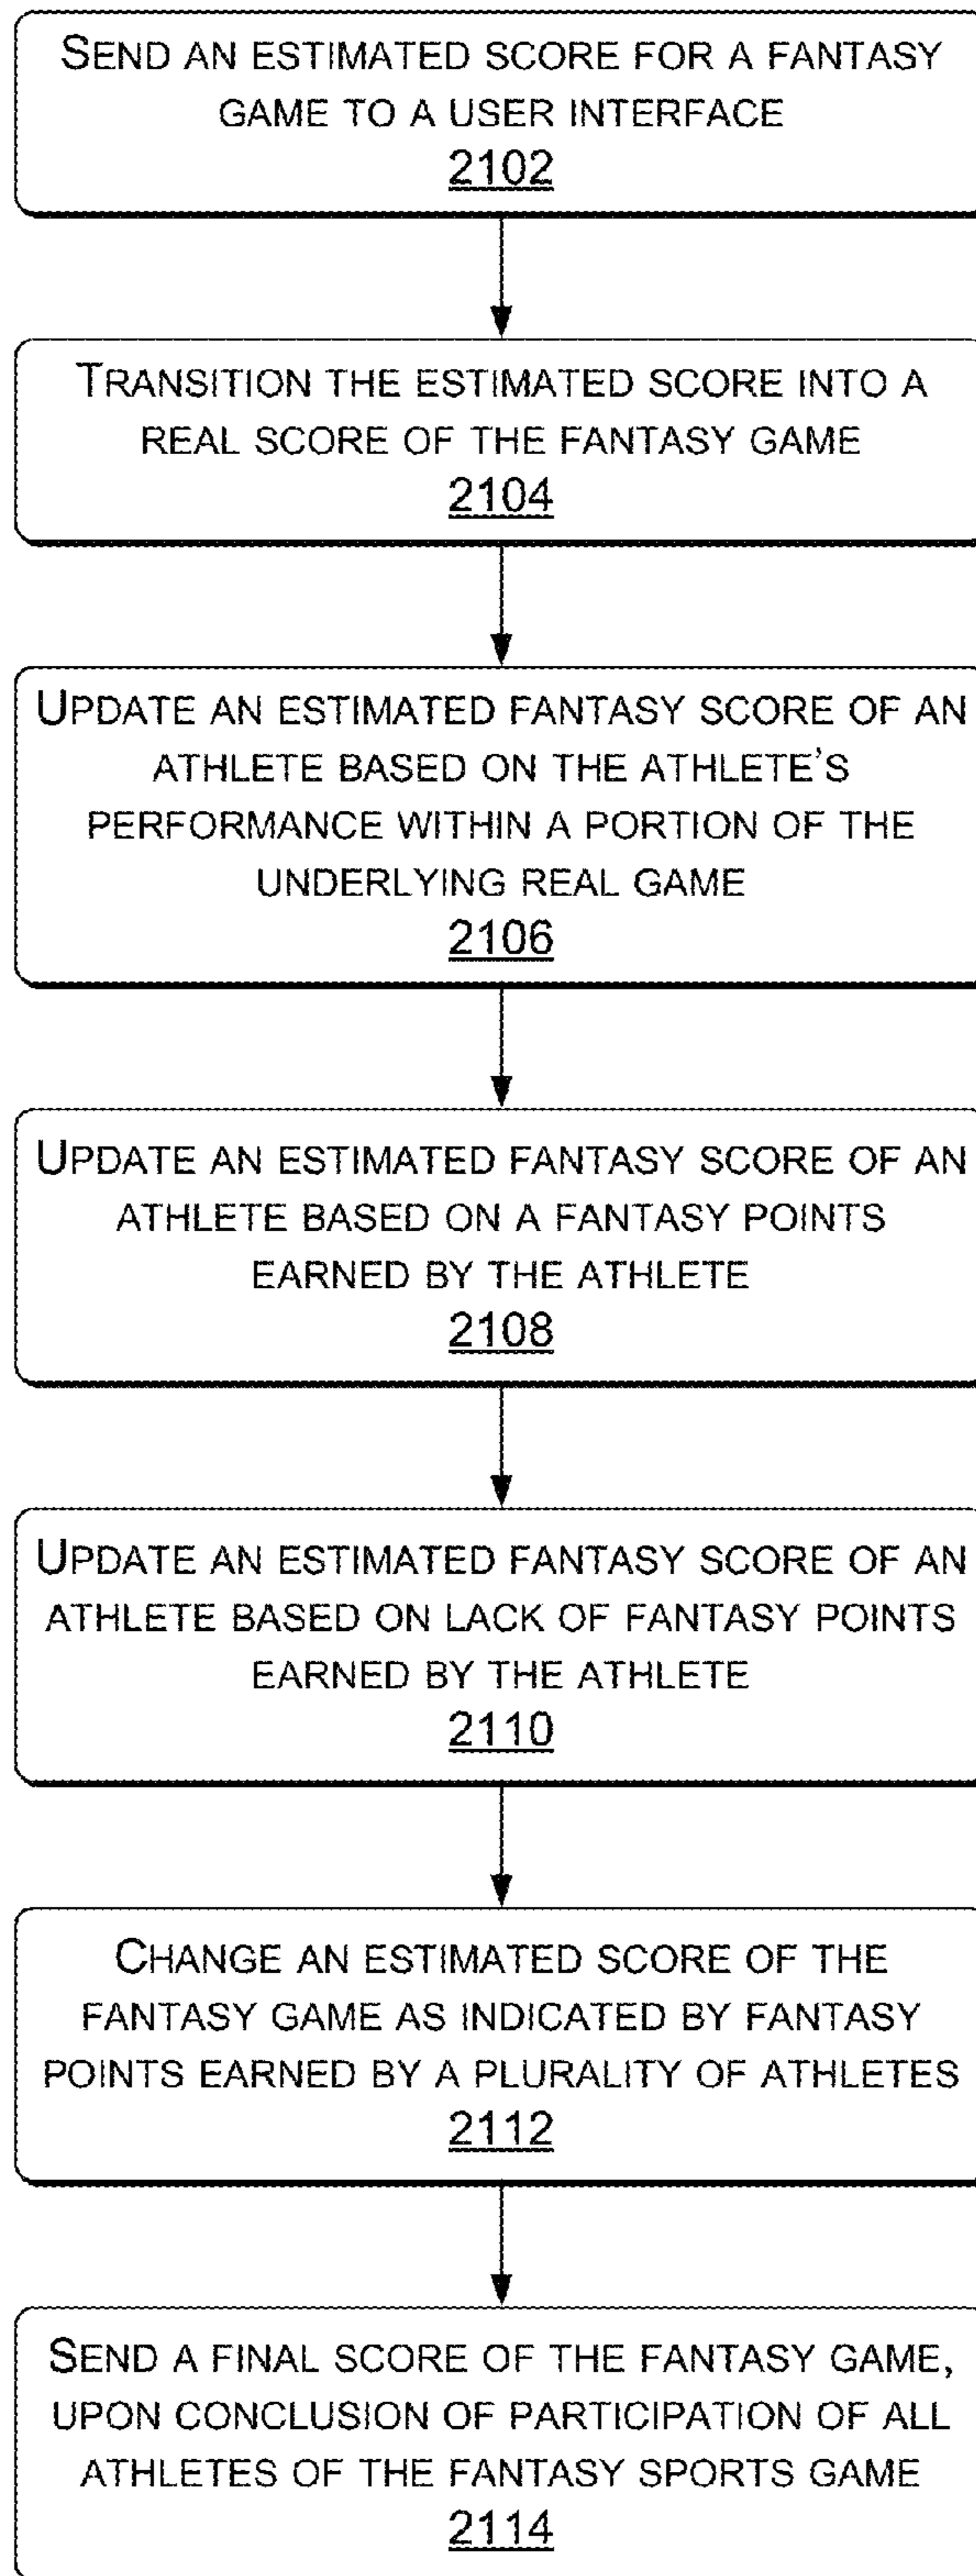 SEND AN ESTIMATED SCORE FOR A FANTASY
GAME TO A USER INTERFACE
2102
TRANSITION THE ESTIMATED SCORE INTO A
REAL SCORE OF THE FANTASY GAME
2104
UPDATE AN ESTIMATED FANTASY SCORE OF AN
ATHLETE BASED ON THE ATHLETE'S
PERFORMANCE WITHIN A PORTION OF THE
UNDERLYING REAL GAME
2106
UPDATE AN ESTIMATED FANTASY SCORE OF AN
ATHLETE BASED ON A FANTASY POINTS
EARNED BY THE ATHLETE
2108
UPDATE AN ESTIMATED FANTASY SCORE OF AN
ATHLETE BASED ON LACK OF FANTASY POINTS
EARNED BY THE ATHLETE
2110
CHANGE AN ESTIMATED SCORE OF THE
FANTASY GAME AS INDICATED BY FANTASY
POINTS EARNED BY A PLURALITY OF ATHLETES
2112
SEND A FINAL SCORE OF THE FANTASY GAME,
UPON CONCLUSION OF PARTICIPATION OF ALL
ATHLETES OF THE FANTASY SPORTS GAME
2114